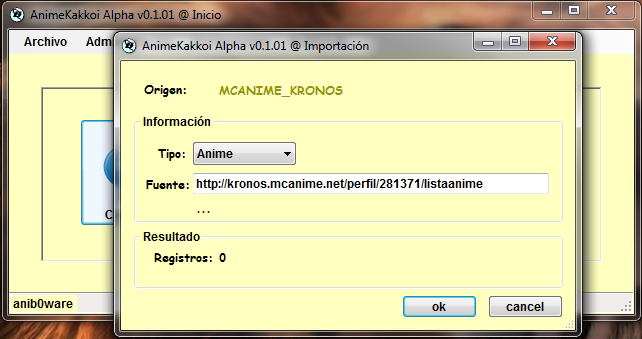 AnimeKakkoi Alpha v0.1.01 @ Inicio
Archivo Adm
AnimeKakkoi Alpha v0.1.01 @ Importación
Origen: MCANIME_KRONOS
Información
Tipo: Anime
Fuente: http://kronos.mcanime.net/perfil/281371/listaanime
...
C
Resultado
Registros: 0
ok cancel
anib0ware